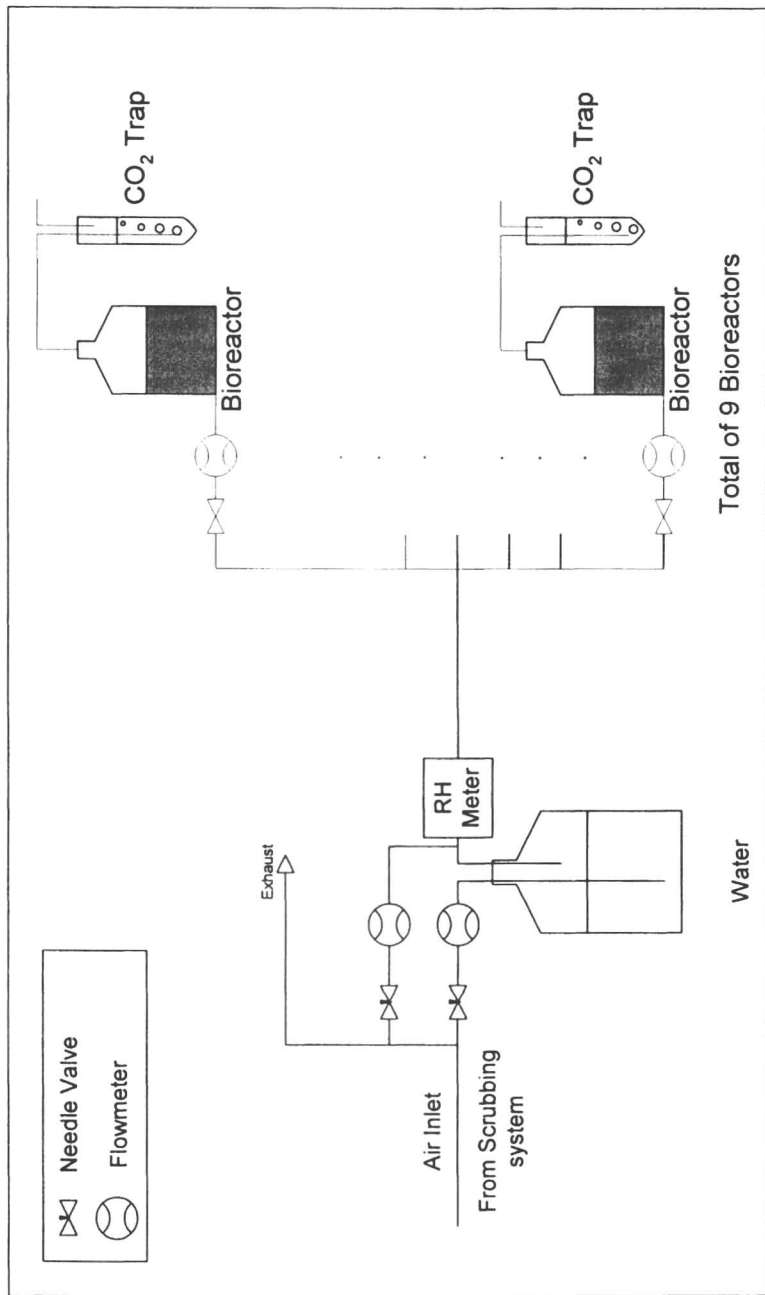 Needle Valve
Flowmeter
Exhaust
Air Inlet
From Scrubbing
system
RH
Meter
Water
Bioreactor
CO₂ Trap
Bioreactor
CO₂ Trap
Total of 9 Bioreactors